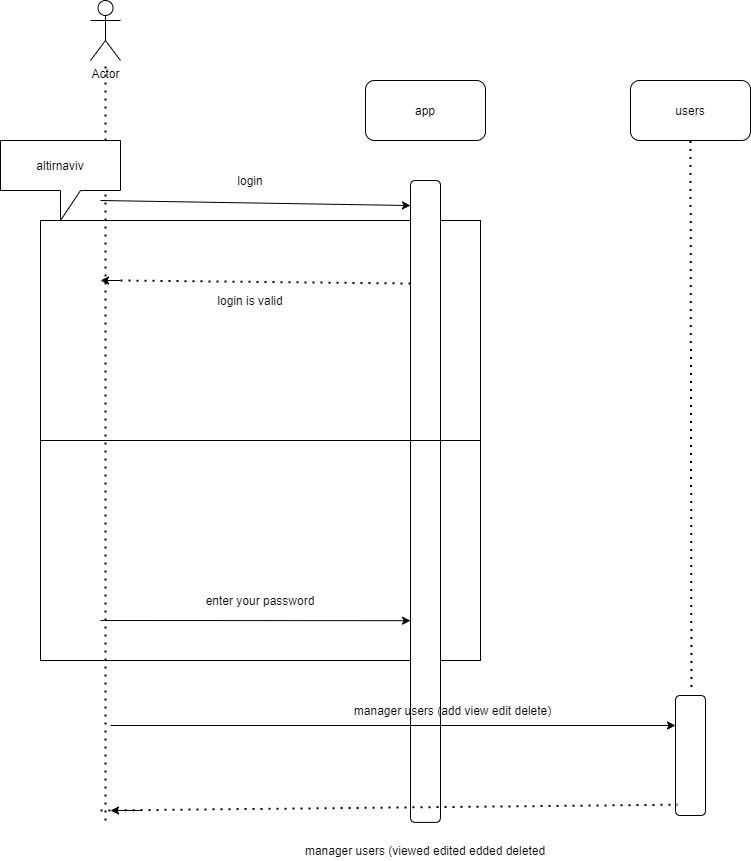 Actor
app
users
altirnaviv
login
login is valid
enter your password
manager users (add view edit delete)
manager users (viewed edited edded deleted